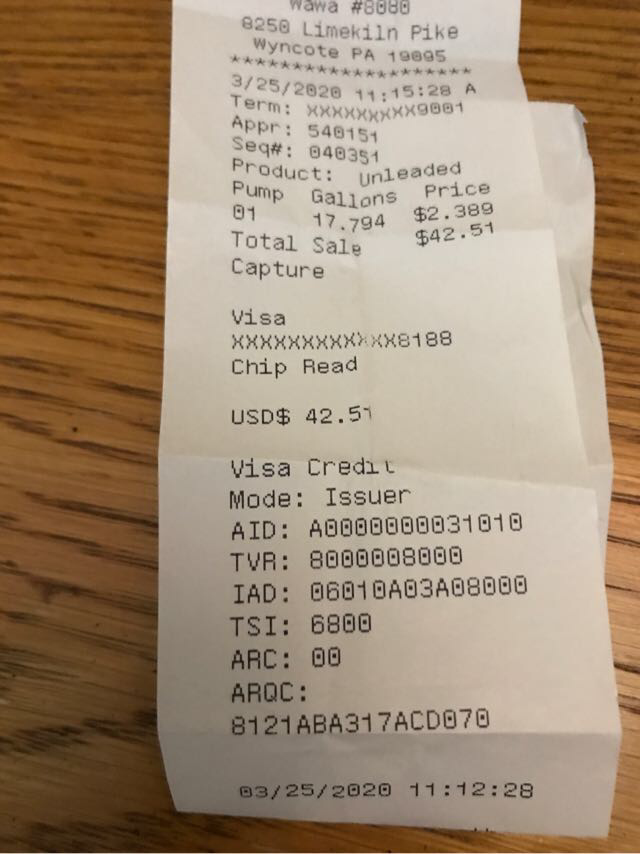 Wawa #8080
8250 Limekiln Pike
Wyncote PA 19095
********************
3/25/2020 11:15:28 A
Term: XXXXXXXXX9001
Appr: 540151
Seq#: 040351
Product: Unleaded
Pump Gallons Price
01 17.794 $2.389
Total Sale $42.51
Capture
Visa
XXXXXXXXXXXXX8188
Chip Read
USD$ 42.51
Visa Credit
Mode: Issuer
AID: A0000000031010
TVR: 8000008000
IAD: 06010A03A08000
TSI: 6800
ARC: 00
ARQC:
8121ABA317ACD070
03/25/2020 11:12:28